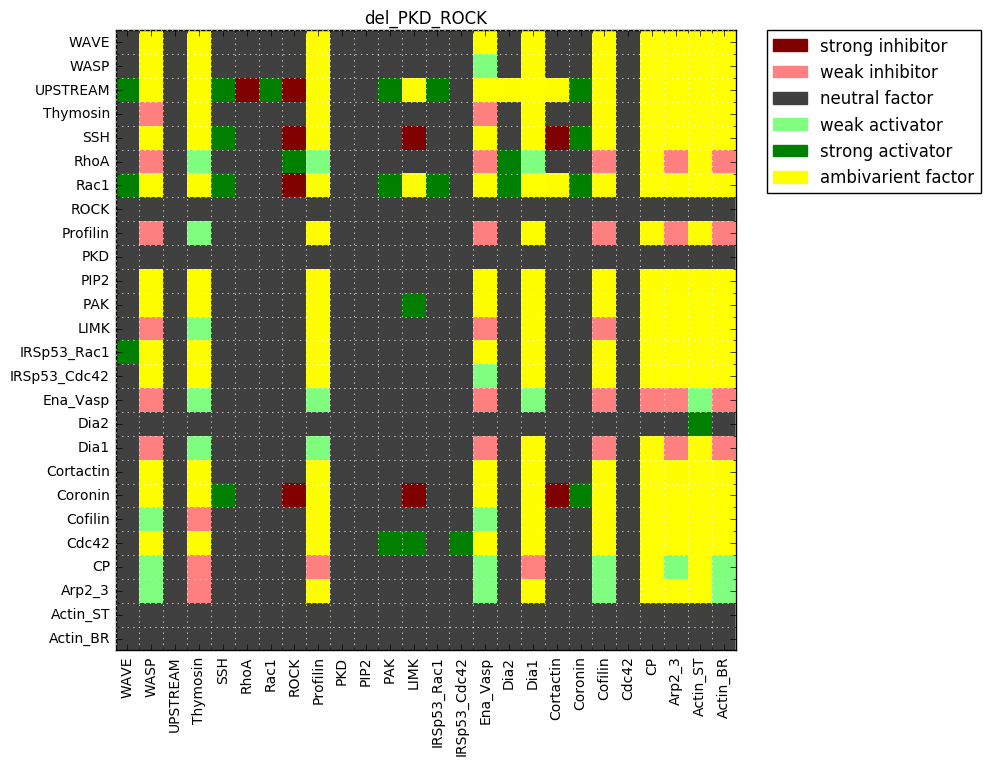 del_PKD_ROCK
strong inhibitor
weak inhibitor
neutral factor
weak activator
strong activator
ambivarient factor
WAVE
WASP
UPSTREAM
Thymosin
SSH
RhoA
Rac1
ROCK
Profilin
PKD
PIP2
PAK
LIMK
IRSp53_Rac1
IRSp53_Cdc42
Ena_Vasp
Dia2
Dia1
Cortactin
Coronin
Cofilin
Cdc42
CP
Arp2_3
Actin_ST
Actin_BR
WAVE
WASP
UPSTREAM
Thymosin
SSH
RhoA
Rac1
ROCK
Profilin
PKD
PIP2
PAK
LIMK
IRSp53_Rac1
IRSp53_Cdc42
Ena_Vasp
Dia2
Dia1
Cortactin
Coronin
Cofilin
Cdc42
CP
Arp2_3
Actin_ST
Actin_BR